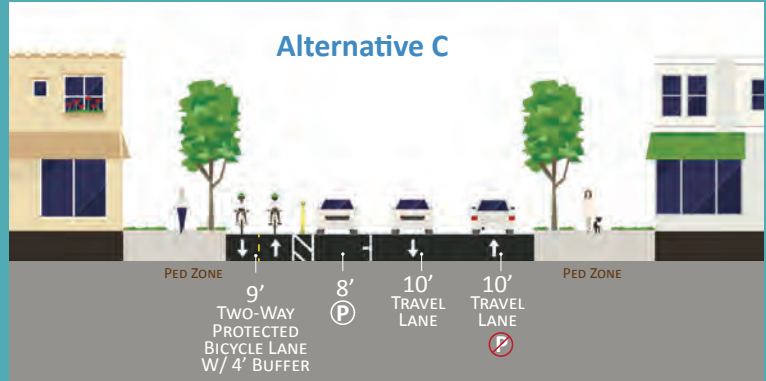 Alternative C
PED ZONE
PED ZONE
9’
TWO-WAY
PROTECTED
BICYCLE LANE
W/ 4’ BUFFER
8’
P
10’
TRAVEL
LANE
10’
TRAVEL
LANE
P